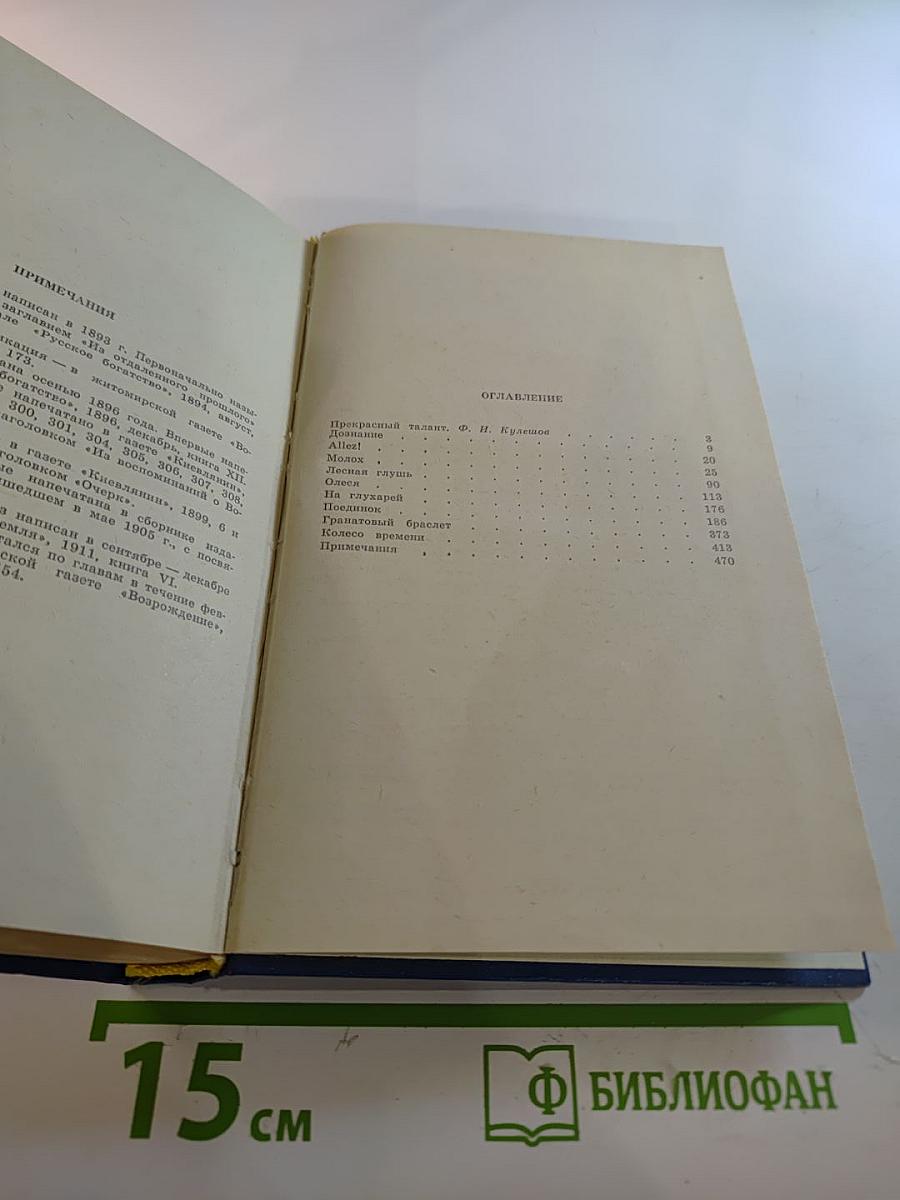 ПРИМЕЧАНИЯ
написан в 1893 г. Первоначально назы-
заглавием «Из отдаленного прошлого»
«Русское богатство», 1894, август,
кация — в житомирской газете «Во-
173.
осенью 1896 года. Впервые напе-
богатство», 1896, декабрь, книга XII.
напечатано в газете «Киевлянин»,
300, 301, 304, 305, 306, 307, 308,
«Из воспоминаний о Во-
в газете «Киевлянин», 1899, 6 и
«Очерк».
напечатана в сборнике изда-
в мае 1905 г., с посвя-
написан в сентябре — декабре
1911, книга VI.
по главам в течение фев-
газете «Возрождение»,
ОГЛАВЛЕНИЕ
Прекрасный талант. Ф. И. Кулешов . . . . . . . 3
Дознание . . . . . . . . . . . . 9
Allez! . . . . . . . . . . . . 20
Молох . . . . . . . . . . . . 25
Лесная глушь . . . . . . . . . . . 90
Олеся . . . . . . . . . . . . 113
На глухарей . . . . . . . . . . . 176
Поединок . . . . . . . . . . . 186
Гранатовый браслет . . . . . . . . . . 373
Колесо времени . . . . . . . . . . 413
Примечания . . . . . . . . . . . 470
15 см
Ф БИБЛИОФАН